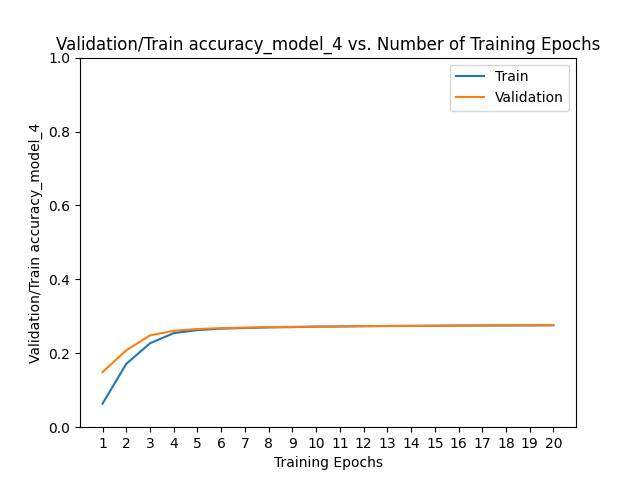 Validation/Train accuracy_model_4 vs. Number of Training Epochs
Train
Validation
Validation/Train accuracy_model_4
1.0
0.8
0.6
0.4
0.2
0.0
1 2 3 4 5 6 7 8 9 10 11 12 13 14 15 16 17 18 19 20
Training Epochs